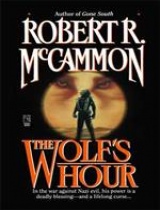 Author of Gone South
ROBERT R.
McCAMMON
THE
WOLF'S
HOUR
In the war against Nazi evil, his power is a
deadly blessing—and a lifelong curse...